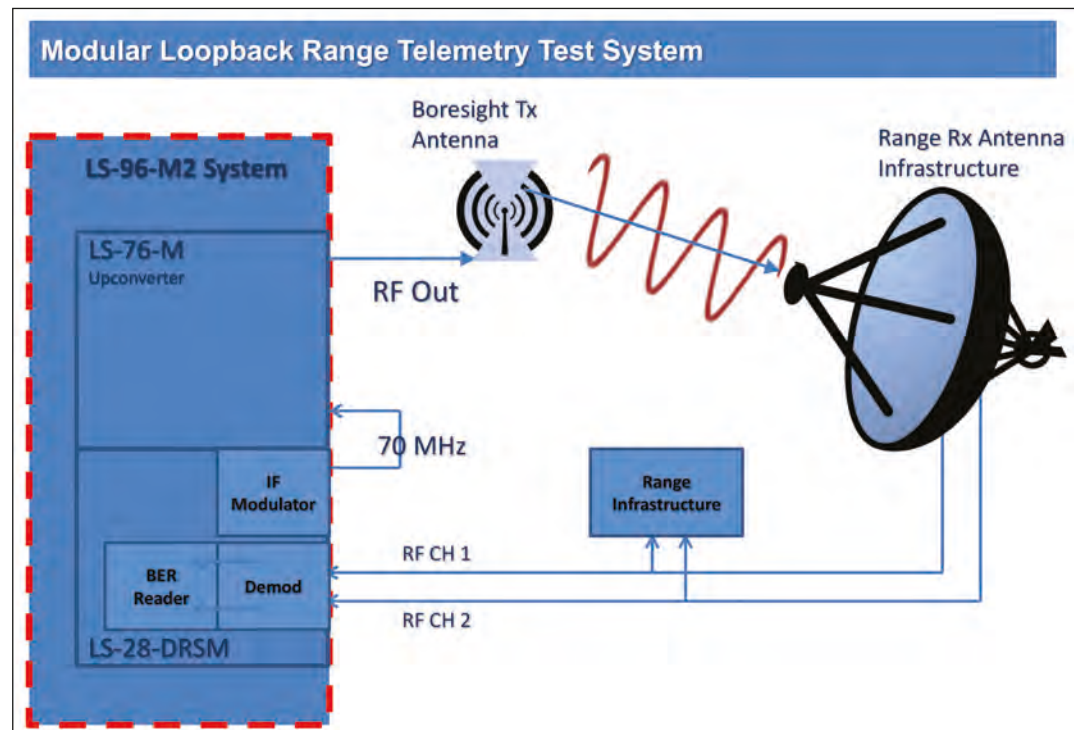 Modular Loopback Range Telemetry Test System
Boresight Tx
Antenna
Range Rx Antenna
Infrastructure
LS-96-M2 System
LS-76-M
Upconverter
RF Out
70 MHz
IF
Modulator
Range
Infrastructure
RF CH 1
BER
Reader
Demod
RF CH 2
LS-28-DRSM